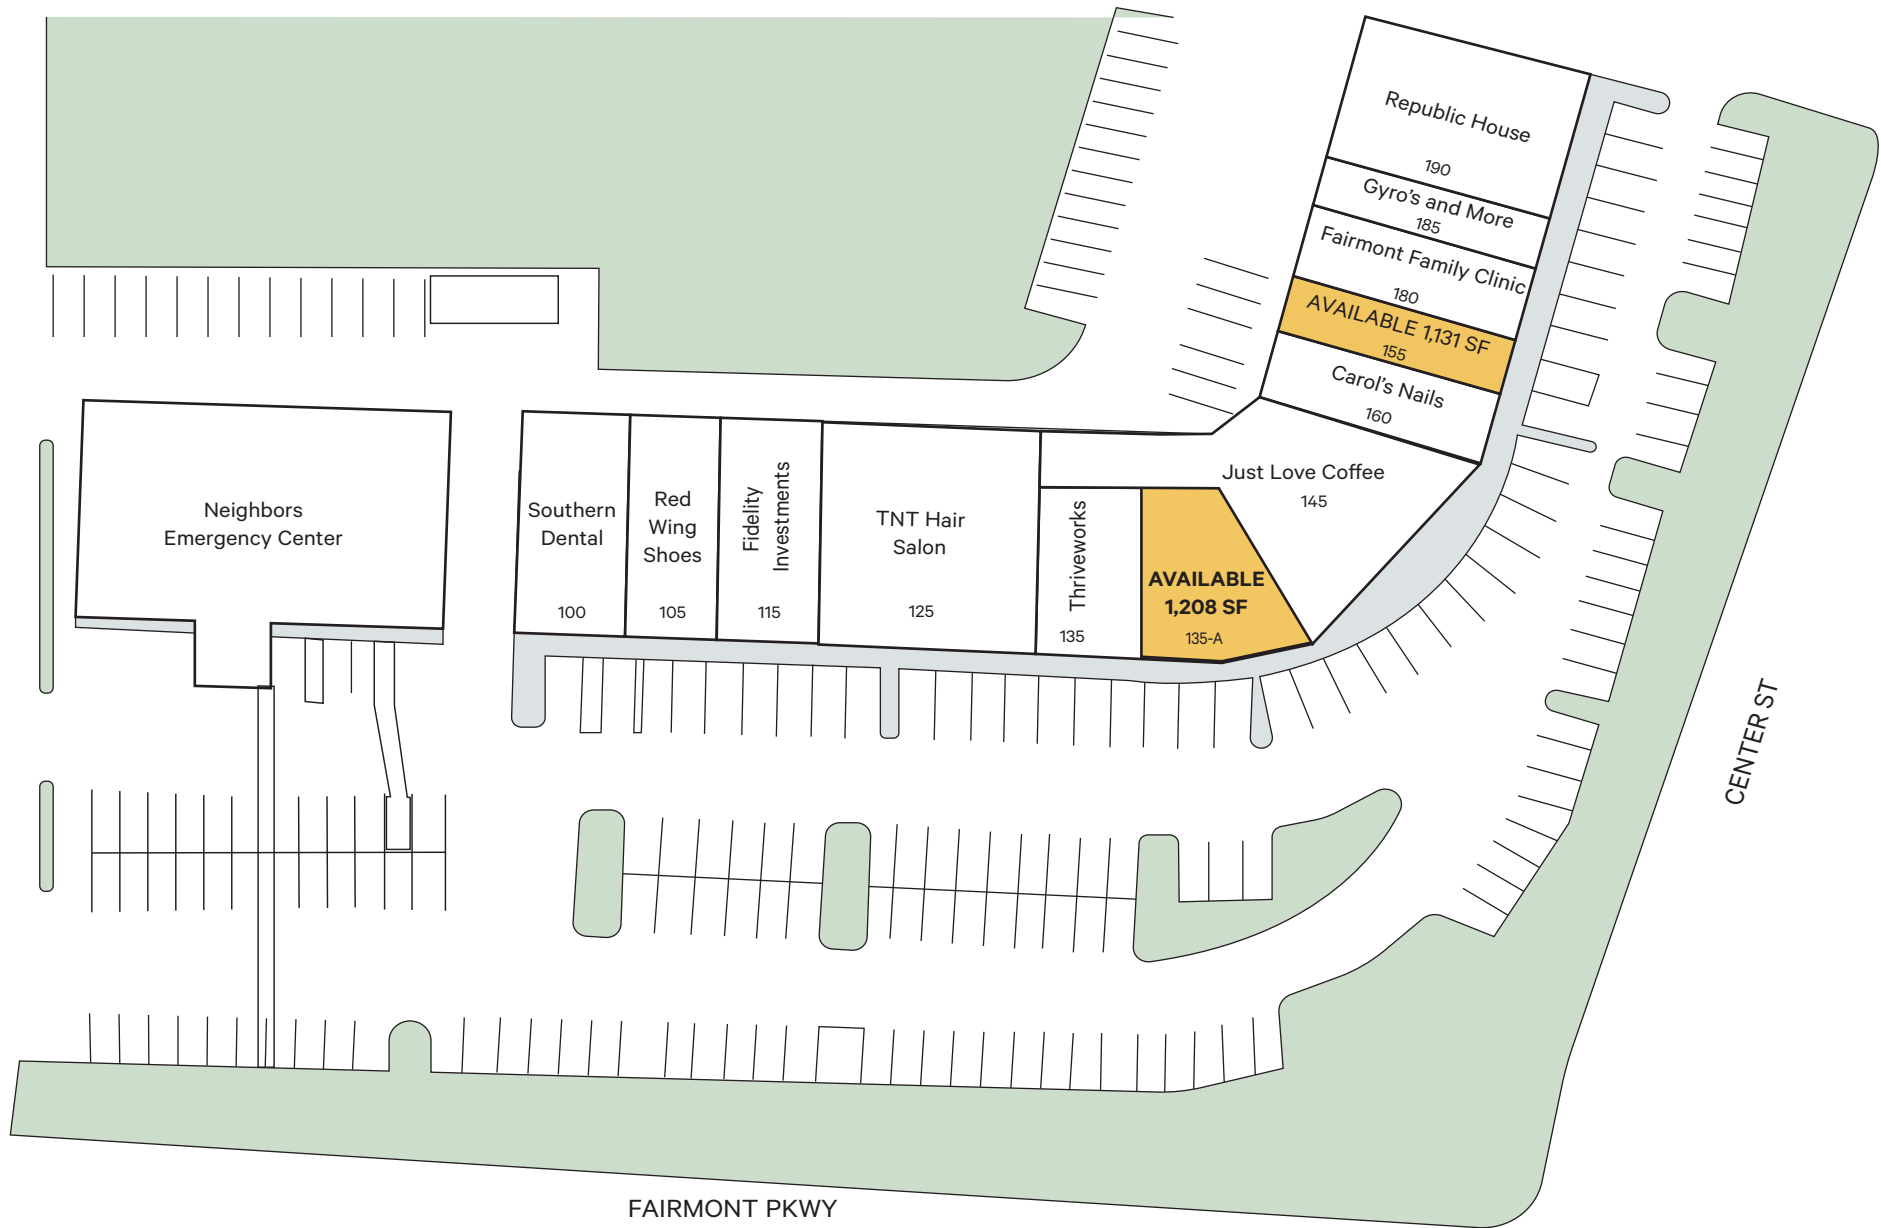 Republic House
190
Gyro's and More
185
Fairmont Family Clinic
180
AVAILABLE 1,131 SF
155
Carol's Nails
160
Just Love Coffee
145
Neighbors
Emergency Center
Southern
Dental
100
Red
Wing
Shoes
105
Fidelity
Investments
115
TNT Hair
Salon
125
Thriveworks
135
AVAILABLE
1,208 SF
135-A
CENTER ST
FAIRMONT PKWY